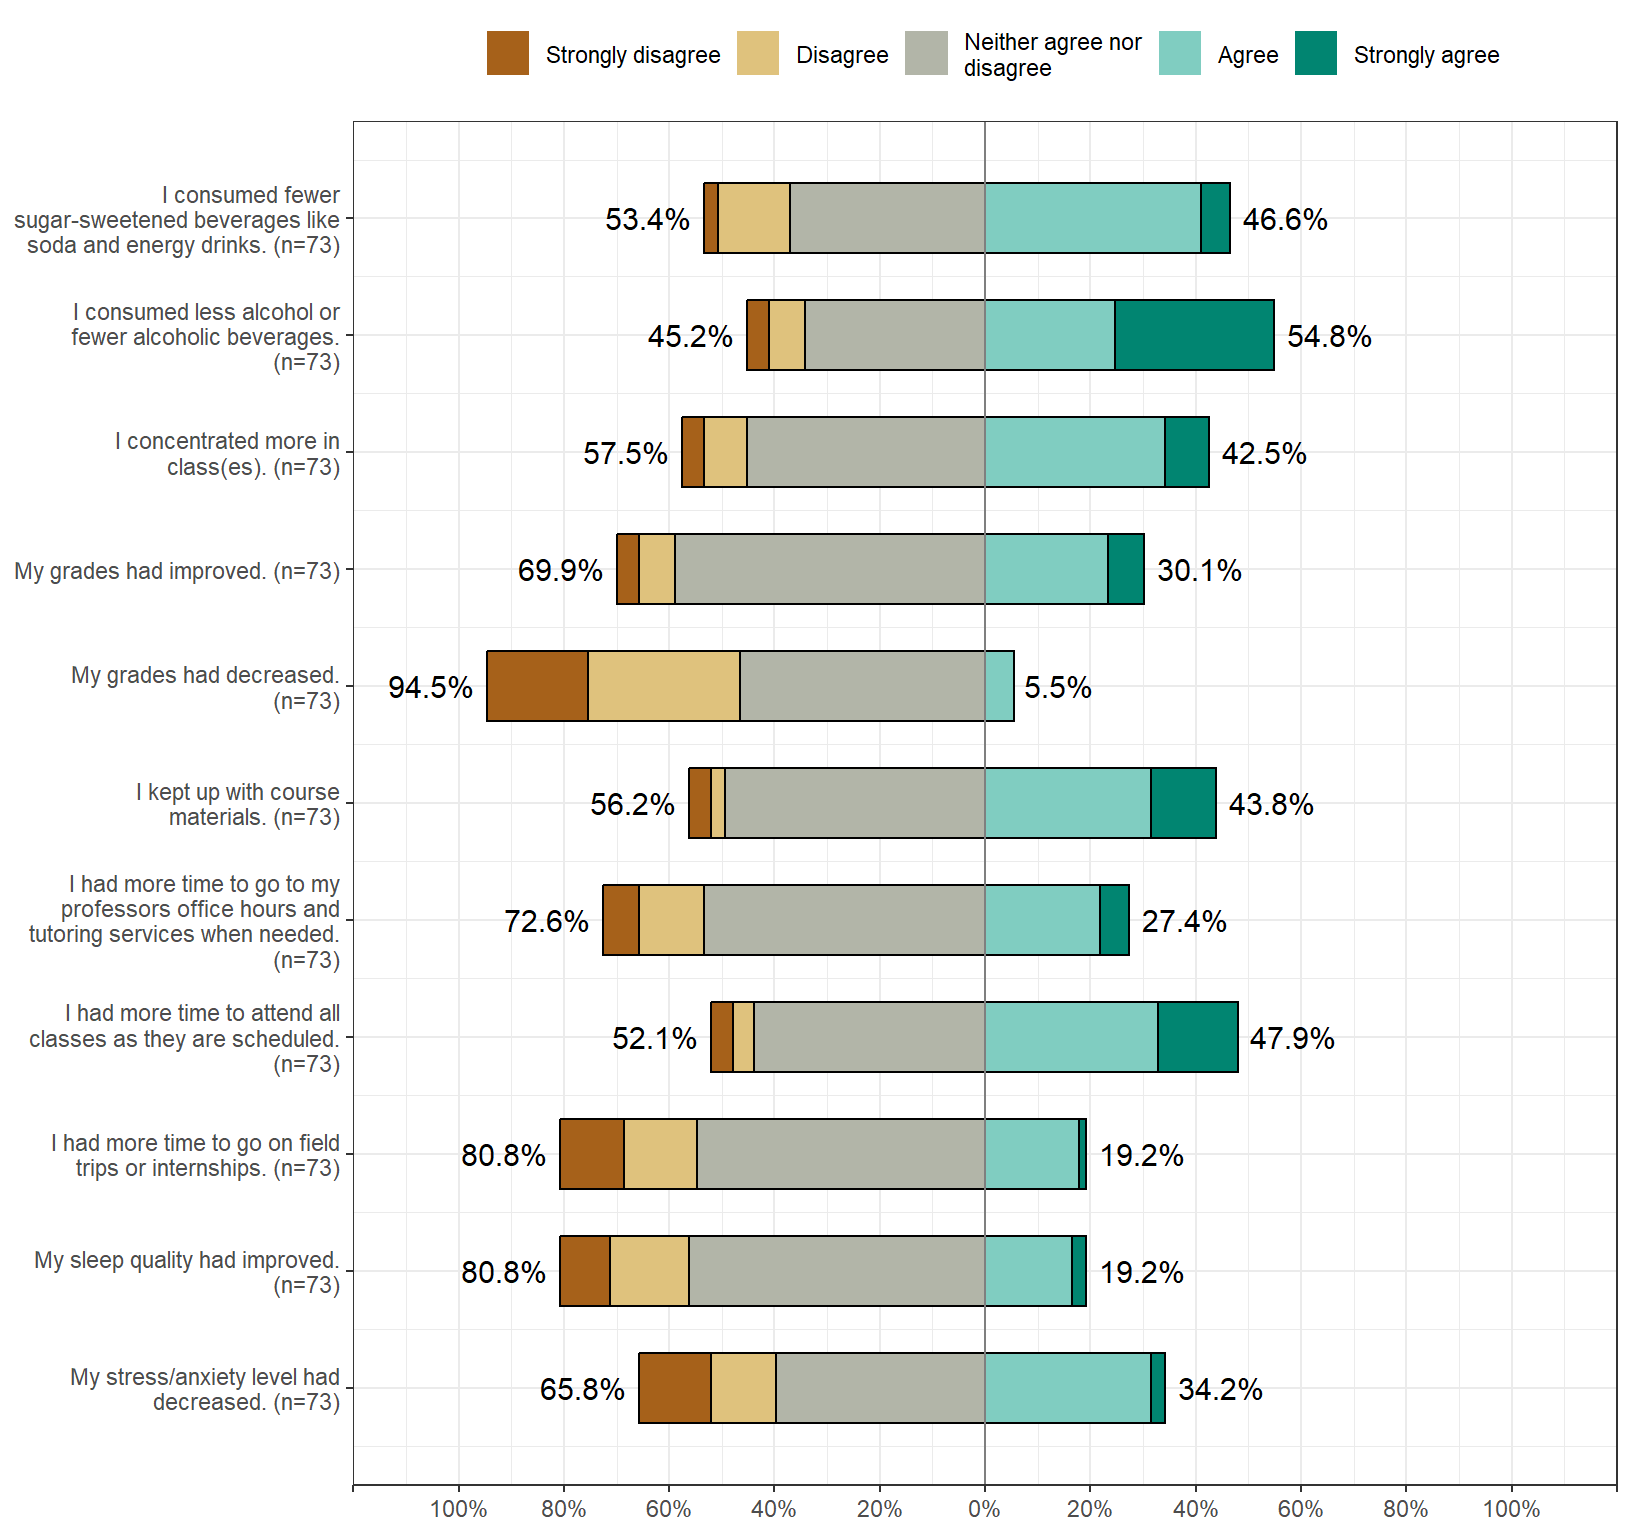 Strongly disagree
Disagree
Neither agree nor
disagree
Agree
Strongly agree
I consumed fewer
sugar-sweetened beverages like
soda and energy drinks. (n=73)
53.4%
46.6%
I consumed less alcohol or
fewer alcoholic beverages.
(n=73)
45.2%
54.8%
I concentrated more in
class(es). (n=73)
57.5%
42.5%
My grades had improved. (n=73)
69.9%
30.1%
My grades had decreased.
(n=73)
94.5%
5.5%
I kept up with course
materials. (n=73)
56.2%
43.8%
I had more time to go to my
professors office hours and
tutoring services when needed.
(n=73)
72.6%
27.4%
I had more time to attend all
classes as they are scheduled.
(n=73)
52.1%
47.9%
I had more time to go on field
trips or internships. (n=73)
80.8%
19.2%
My sleep quality had improved.
(n=73)
80.8%
19.2%
My stress/anxiety level had
decreased. (n=73)
65.8%
34.2%
100% 80% 60% 40% 20% 0% 20% 40% 60% 80% 100%